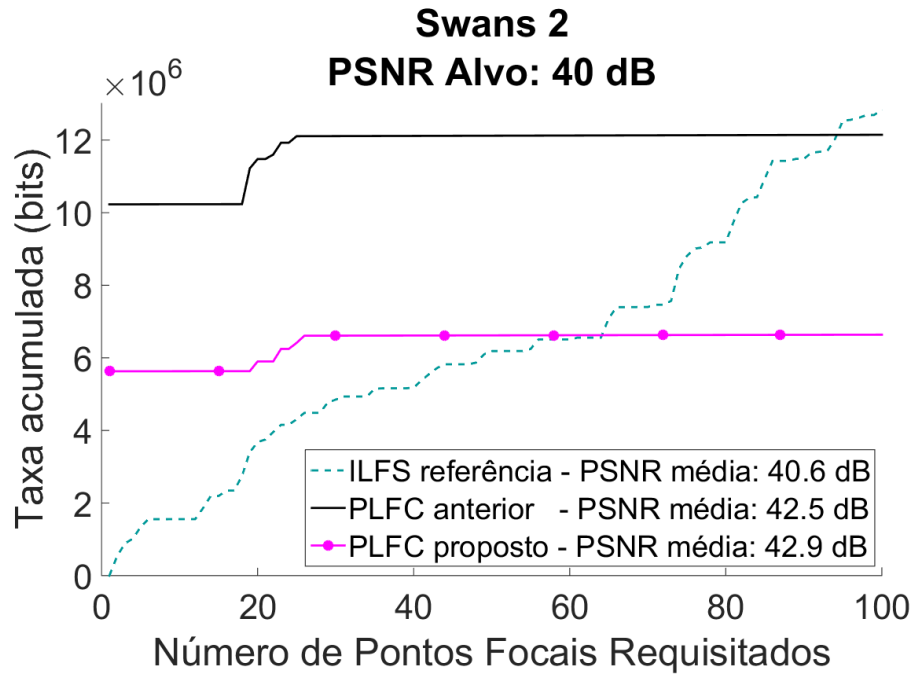 Swans 2
PSNR Alvo: 40 dB
×10⁶
Taxa acumulada (bits)
12
10
8
6
4
2
0
ILFS referência - PSNR média: 40.6 dB
PLFC anterior - PSNR média: 42.5 dB
PLFC proposto - PSNR média: 42.9 dB
0 20 40 60 80 100
Número de Pontos Focais Requisitados